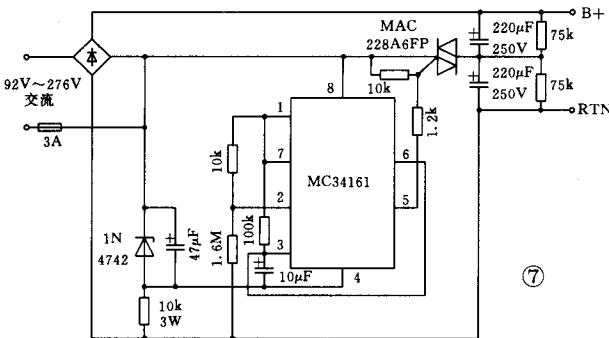 B+
MAC
228A6FP
220μF
250V
75k
92V～276V
交流
10k
220μF
250V
75k
8
1.2k
RTN
3A
1
10k
7
MC34161
6
2
5
100k
1N
4742
47μF
1.6M
3
10μF
4
⑦
10k
3W